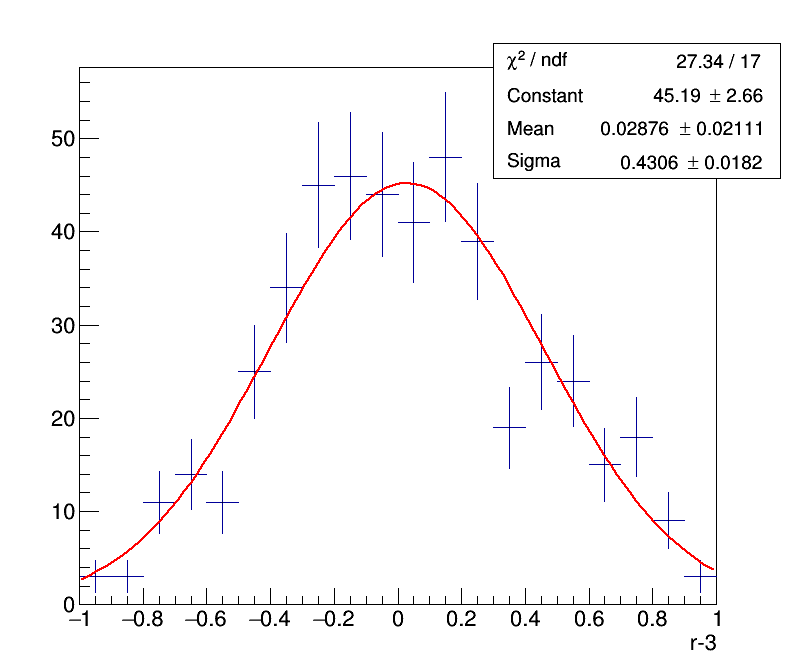 χ² / ndf 27.34 / 17
Constant 45.19 ± 2.66
Mean 0.02876 ± 0.02111
Sigma 0.4306 ± 0.0182
50
40
30
20
10
0
−1 −0.8 −0.6 −0.4 −0.2 0 0.2 0.4 0.6 0.8 1
r-3